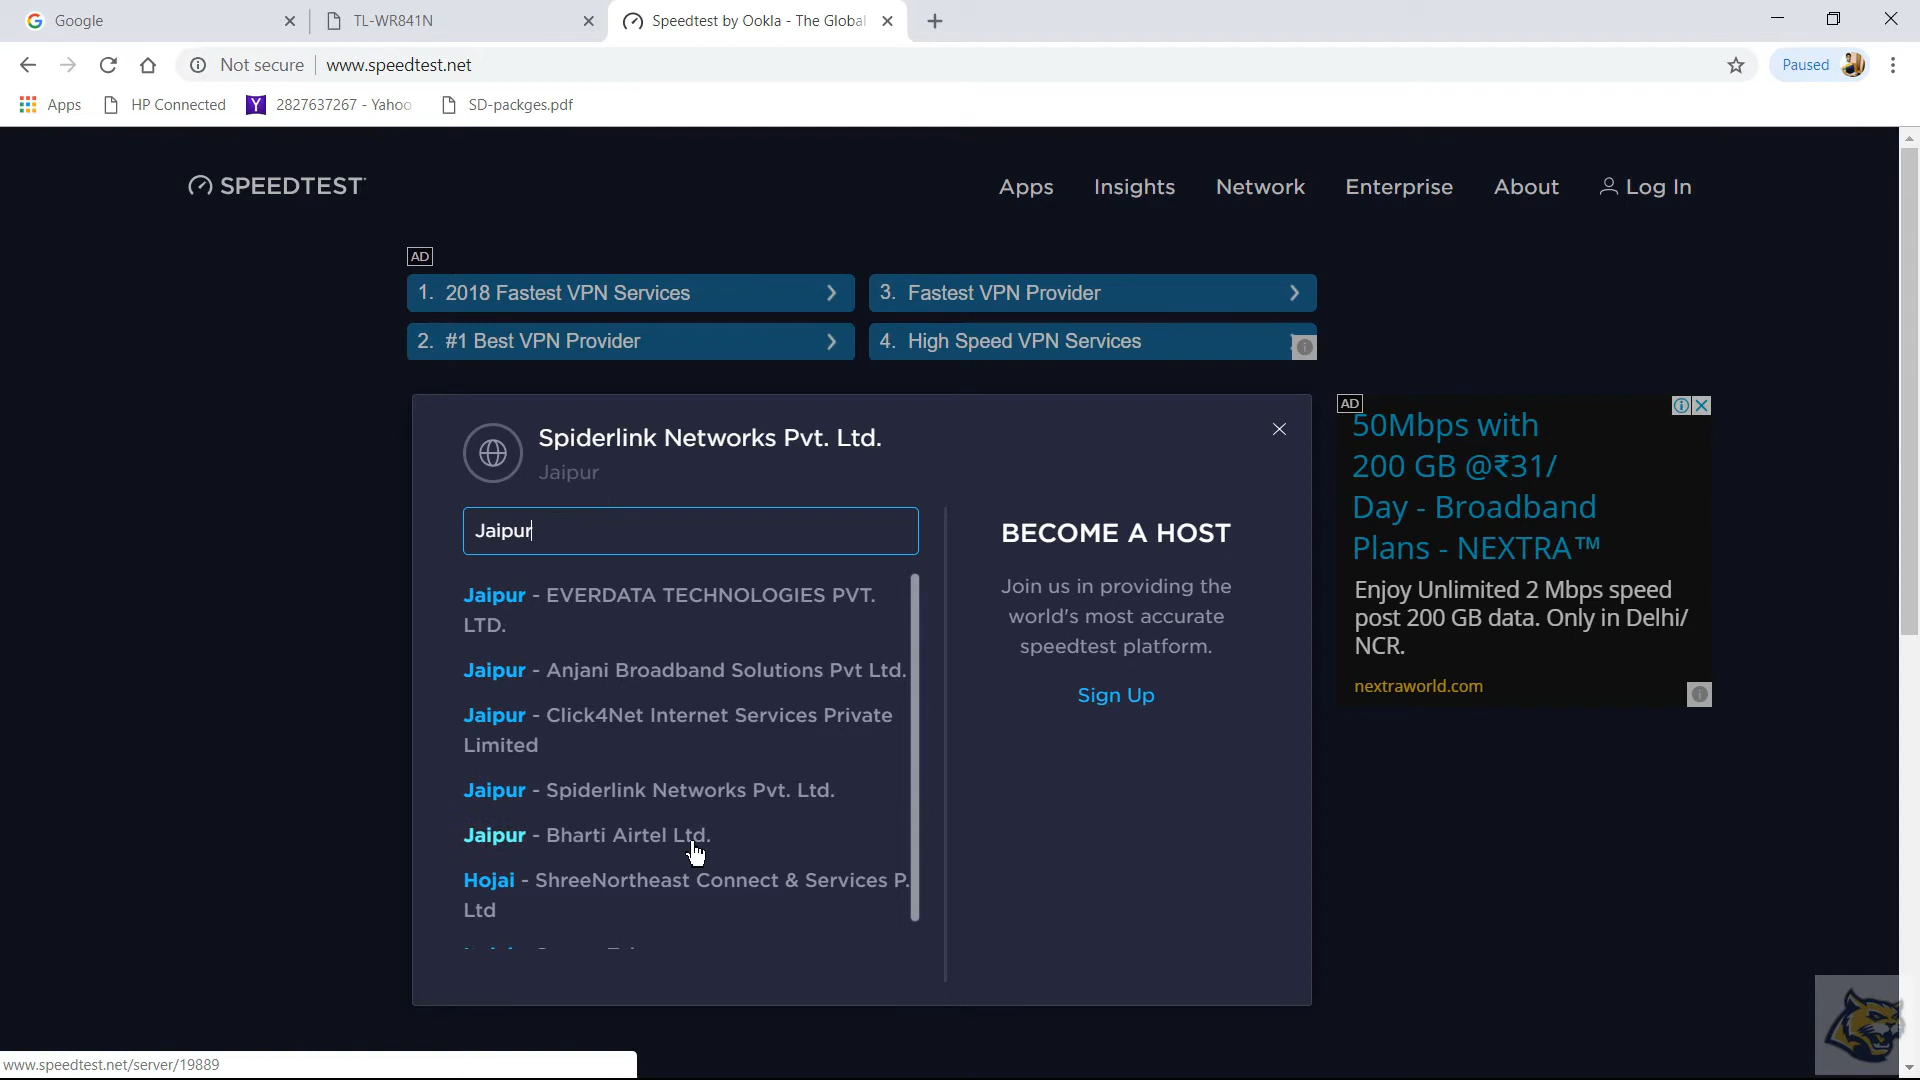 Google
TL-WR841N
Speedtest by Ookla - The Global
Not secure
www.speedtest.net
Paused
Apps
HP Connected
2827637267 - Yahoo
SD-packges.pdf
SPEEDTEST
Apps
Insights
Network
Enterprise
About
Log In
AD
1. 2018 Fastest VPN Services
3. Fastest VPN Provider
2. #1 Best VPN Provider
4. High Speed VPN Services
Spiderlink Networks Pvt. Ltd.
Jaipur
Jaipur
Jaipur - EVERDATA TECHNOLOGIES PVT.
LTD.
Jaipur - Anjani Broadband Solutions Pvt Ltd.
Jaipur - Click4Net Internet Services Private
Limited
Jaipur - Spiderlink Networks Pvt. Ltd.
Jaipur - Bharti Airtel Ltd.
Hojai - ShreeNortheast Connect & Services P.
Ltd
BECOME A HOST
Join us in providing the
world's most accurate
speedtest platform.
Sign Up
AD
50Mbps with
200 GB @₹31/
Day - Broadband
Plans - NEXTRA™
Enjoy Unlimited 2 Mbps speed
post 200 GB data. Only in Delhi/
NCR.
nextraworld.com
www.speedtest.net/server/19889